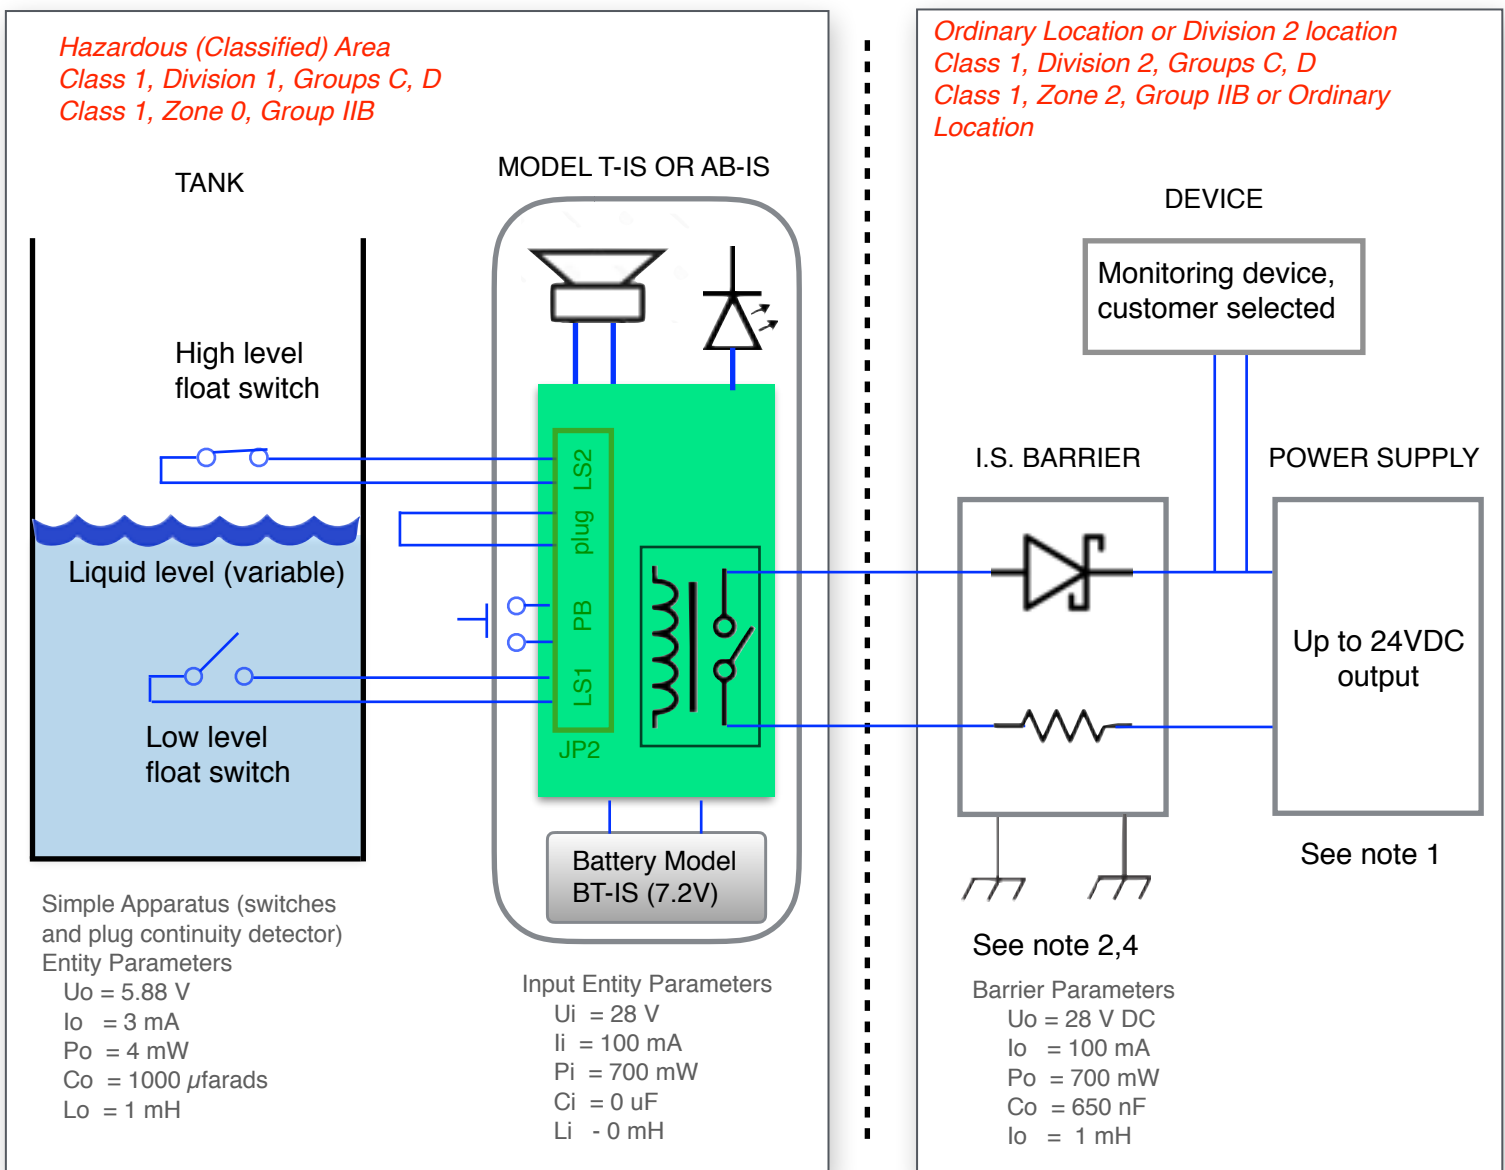 Hazardous (Classified) Area
Class 1, Division 1, Groups C, D
Class 1, Zone 0, Group IIB
TANK
MODEL T-IS OR AB-IS
High level
float switch
Liquid level (variable)
Low level
float switch
LS2
plug
PB
LS1
JP2
Battery Model
BT-IS (7.2V)
Simple Apparatus (switches
and plug continuity detector)
Entity Parameters
Uo = 5.88 V
Io = 3 mA
Po = 4 mW
Co = 1000 µfarads
Lo = 1 mH
Input Entity Parameters
Ui = 28 V
Ii = 100 mA
Pi = 700 mW
Ci = 0 uF
Li - 0 mH
Ordinary Location or Division 2 location
Class 1, Division 2, Groups C, D
Class 1, Zone 2, Group IIB or Ordinary
Location
DEVICE
Monitoring device,
customer selected
I.S. BARRIER
POWER SUPPLY
Up to 24VDC
output
See note 1
See note 2,4
Barrier Parameters
Uo = 28 V DC
Io = 100 mA
Po = 700 mW
Co = 650 nF
Io = 1 mH